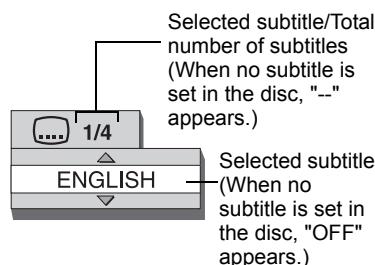 Selected subtitle/Total
number of subtitles
(When no subtitle is
set in the disc, "--"
appears.)
1/4
ENGLISH
Selected subtitle
(When no
subtitle is set in
the disc, "OFF"
appears.)